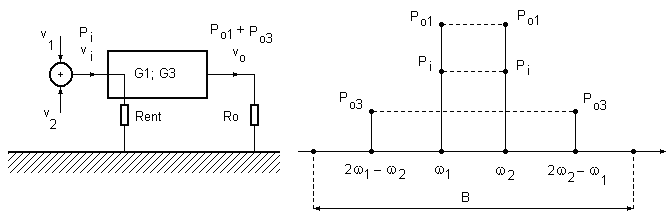 v1
Pi
vi
Po1 + Po3
vo
+
G1; G3
v2
Rent
Ro
Po1
Po1
Pi
Pi
Po3
Po3
2ω1 – ω2
ω1
ω2
2ω2 – ω1
B